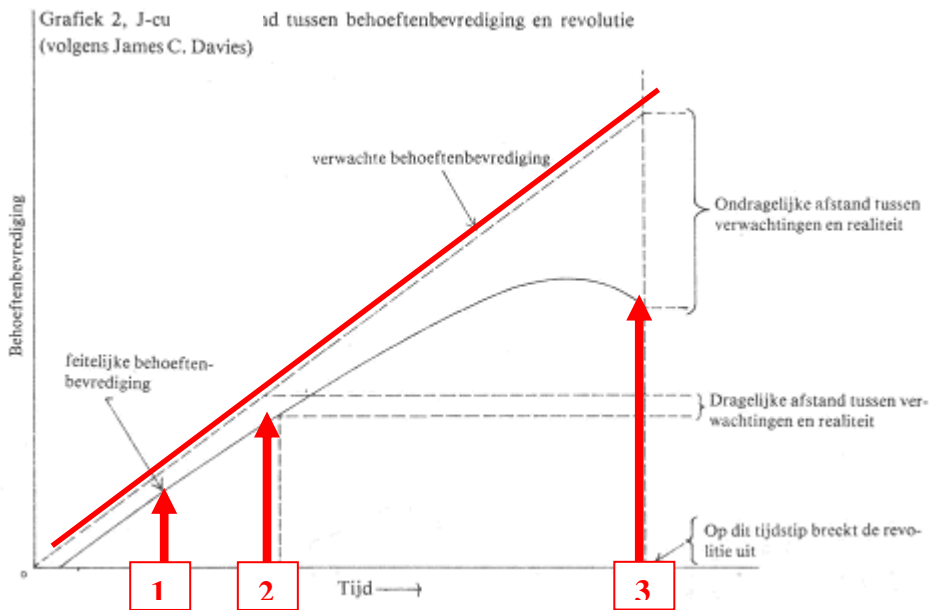 Grafiek 2, J-cu nd tussen behoeftenbevrediging en revolutie
(volgens James C. Davies)
verwachte behoeftenbevrediging
Ondragelijke afstand tussen
verwachtingen en realiteit
Behoeftenbevrediging
feitelijke behoeften-
bevrediging
Dragelijke afstand tussen ver-
wachtingen en realiteit
Op dit tijdstip breekt de revo-
litie uit
0
1
2
Tijd
3